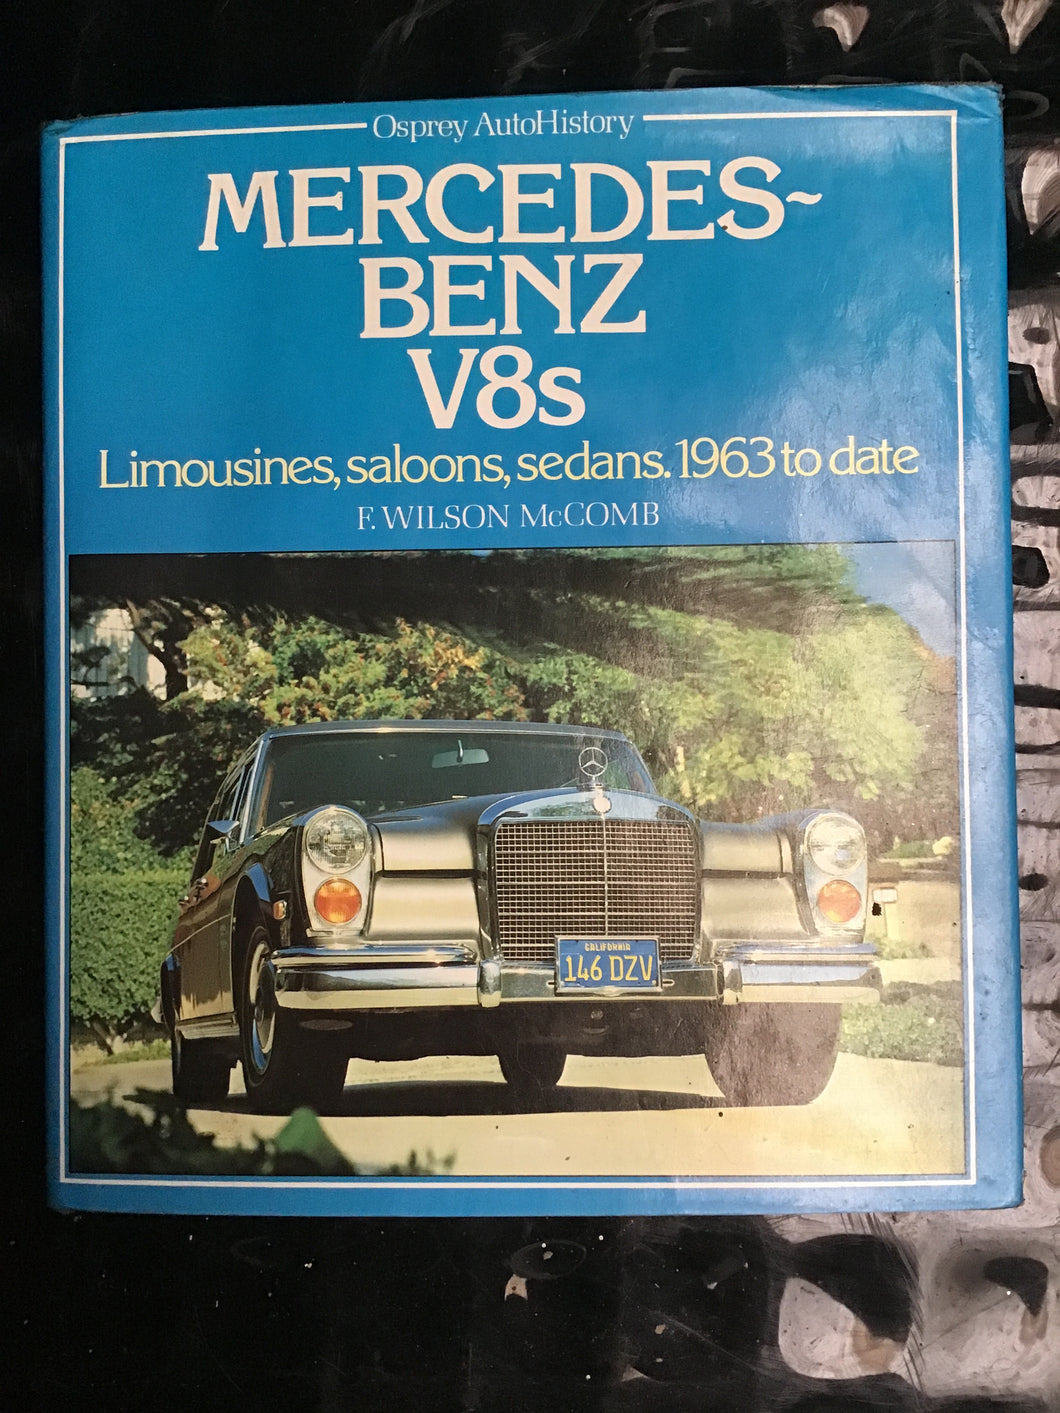 Osprey AutoHistory
MERCEDES~
BENZ
V8s
Limousines, saloons, sedans. 1963 to date
F. WILSON McCOMB
CALIFORNIA
146 DZV